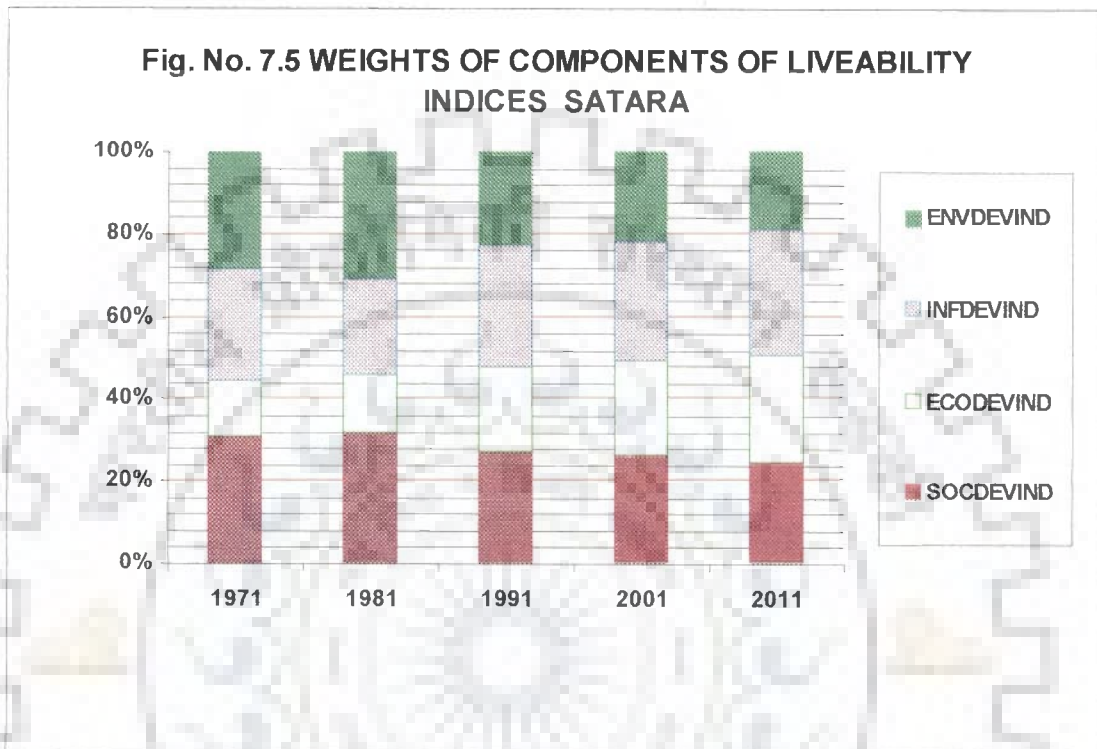 Fig. No. 7.5 WEIGHTS OF COMPONENTS OF LIVEABILITY
INDICES SATARA
100%
80%
60%
40%
20%
0%
1971 1981 1991 2001 2011
ENVDEVIND
INFDEVIND
ECODEVIND
SOCDEVIND